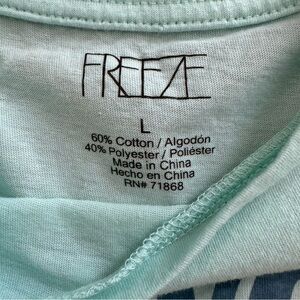 FREEZE
L
60% Cotton / Algodón
40% Polyester / Poliéster
Made in China
Hecho en China
RN# 71868